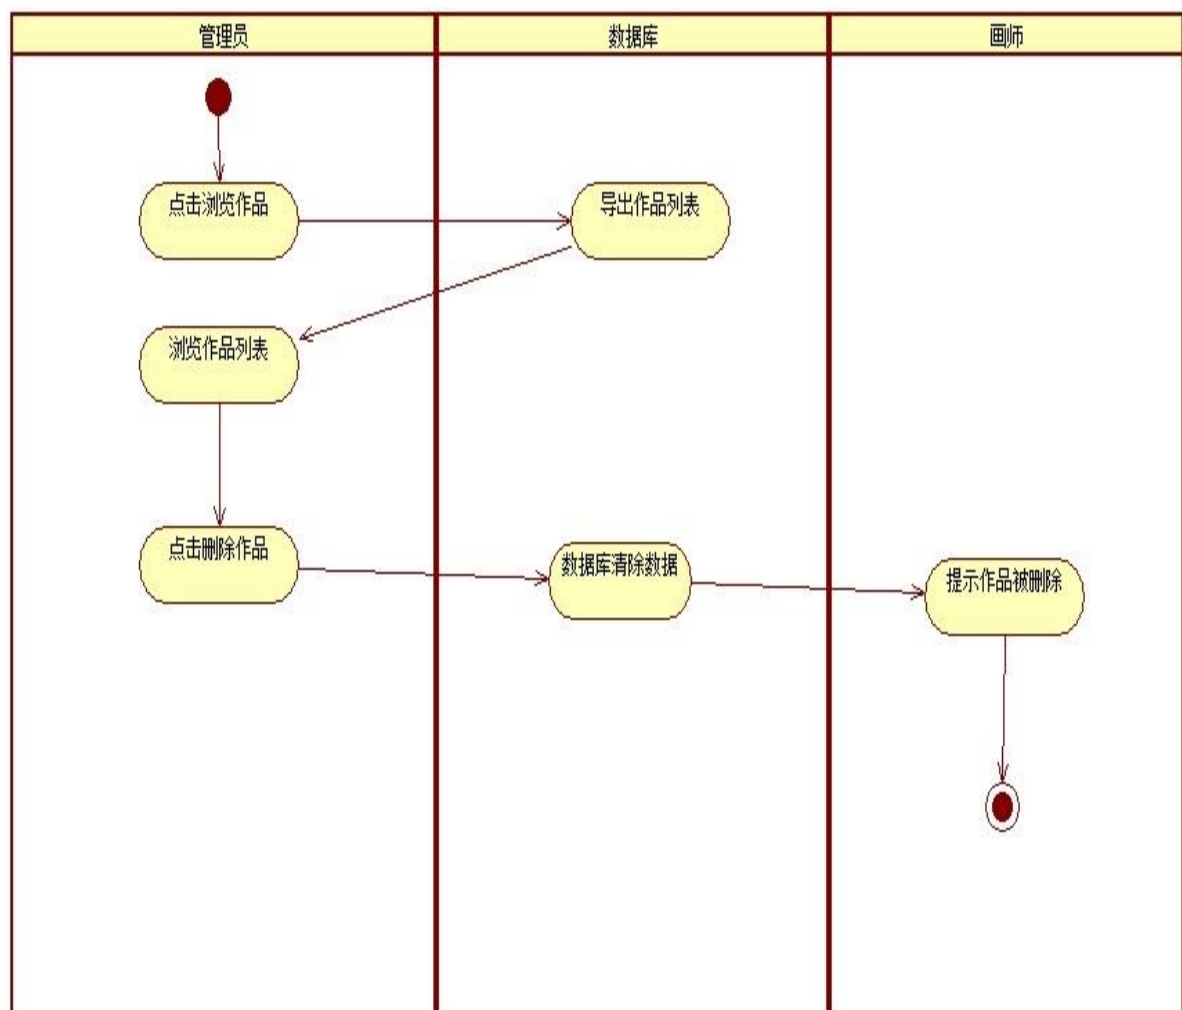 管理员
数据库
画师
点击浏览作品
导出作品列表
浏览作品列表
点击删除作品
数据库清除数据
提示作品被删除